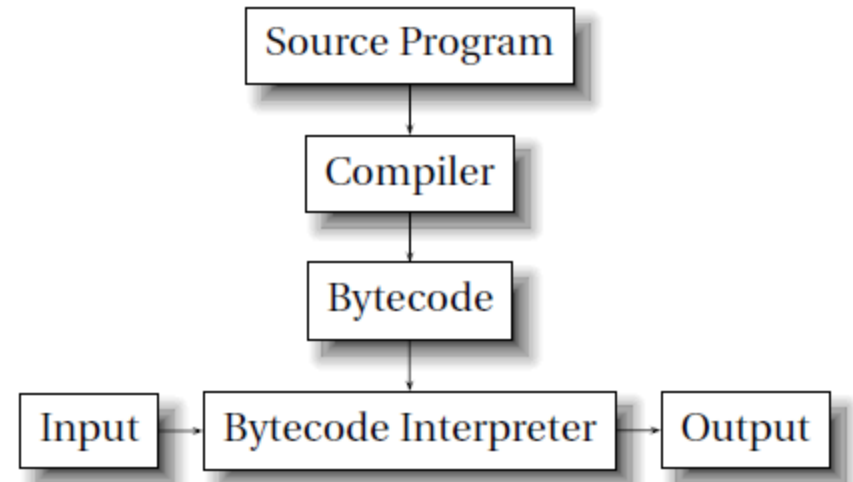 Source Program
Compiler
Bytecode
Input
Bytecode Interpreter
Output